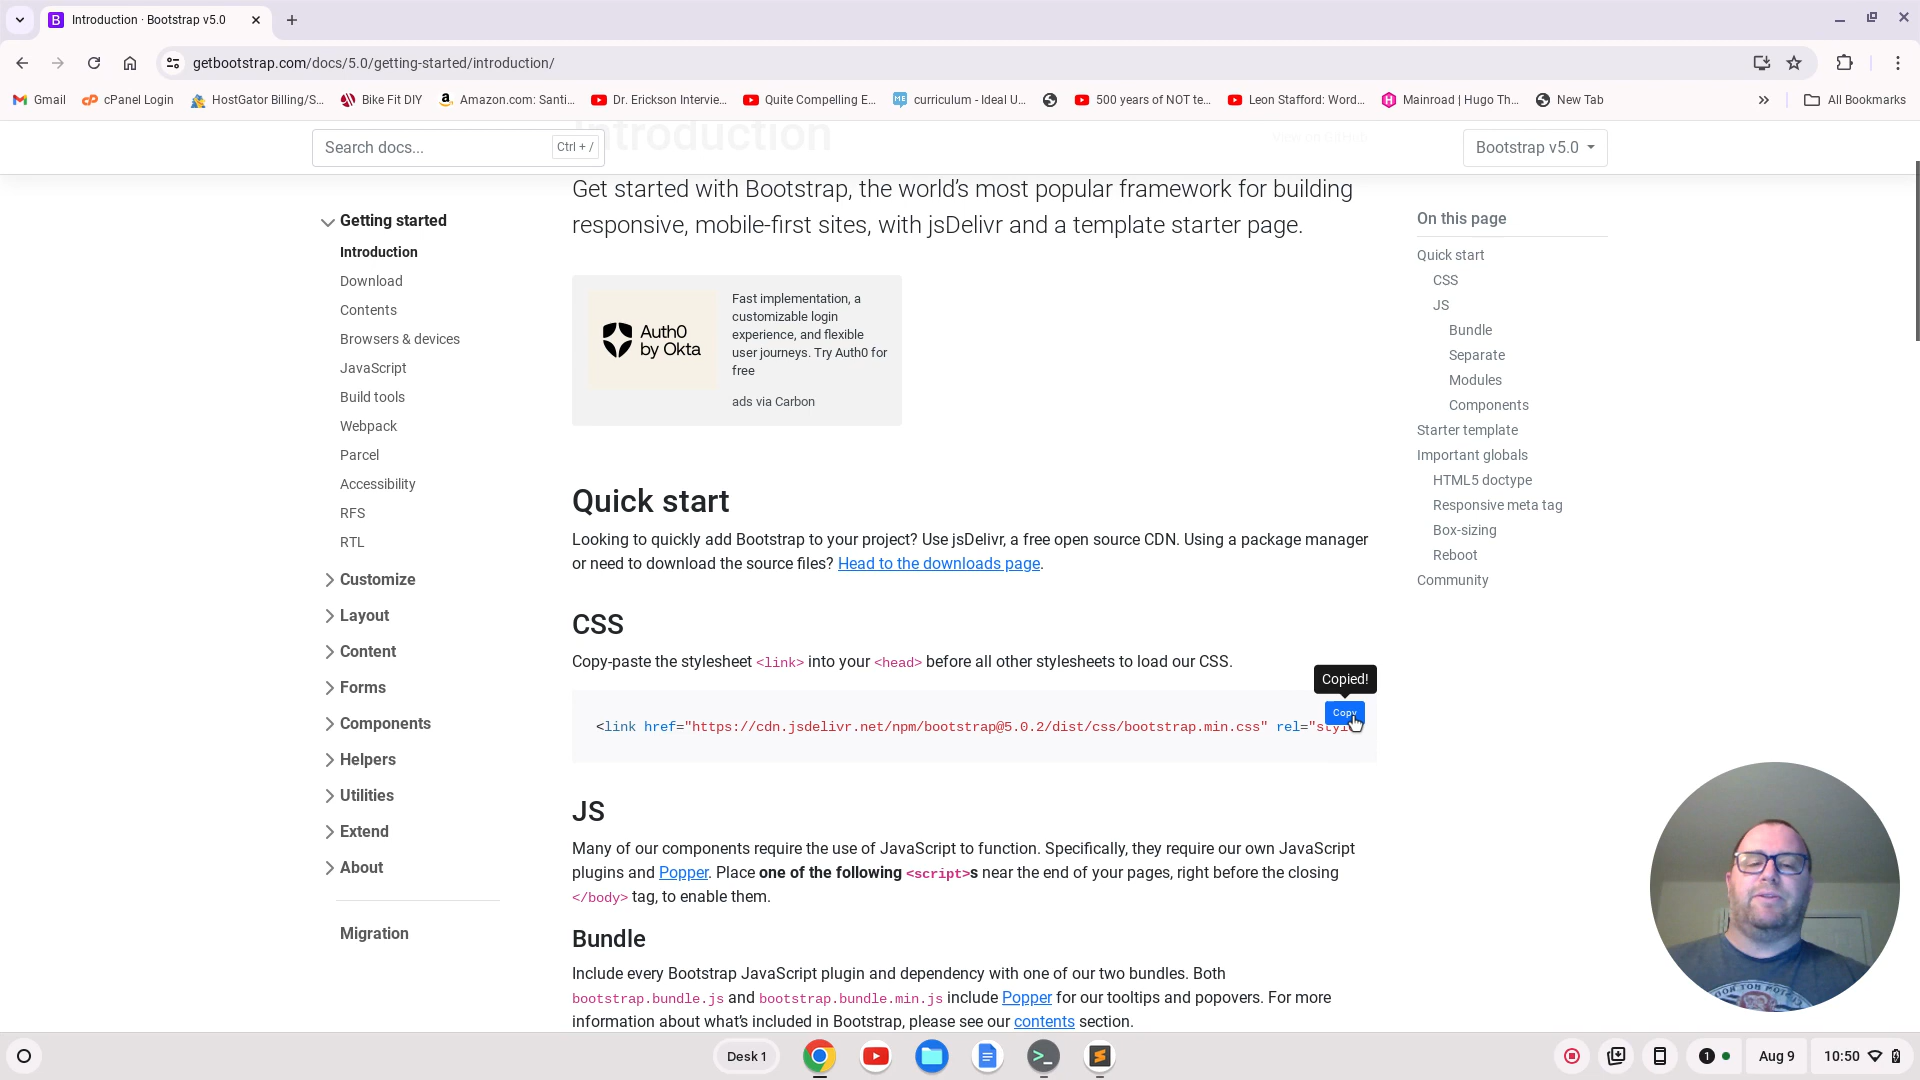 Introduction · Bootstrap v5.0
getbootstrap.com/docs/5.0/getting-started/introduction/
Gmail
cPanel Login
HostGator Billing/S...
Bike Fit DIY
Amazon.com: Santi...
Dr. Erickson Intervie...
Quite Compelling E...
curriculum - Ideal U...
500 years of NOT te...
Leon Stafford: Word...
Mainroad | Hugo Th...
New Tab
All Bookmarks
Search docs...
Ctrl + /
Introduction
View on GitHub
Bootstrap v5.0
Getting started
Introduction
Download
Contents
Browsers & devices
JavaScript
Build tools
Webpack
Parcel
Accessibility
RFS
RTL
Customize
Layout
Content
Forms
Components
Helpers
Utilities
Extend
About
Migration
Get started with Bootstrap, the world’s most popular framework for building
responsive, mobile-first sites, with jsDelivr and a template starter page.
Auth0
by Okta
Fast implementation, a
customizable login
experience, and flexible
user journeys. Try Auth0 for
free
ads via Carbon
Quick start
Looking to quickly add Bootstrap to your project? Use jsDelivr, a free open source CDN. Using a package manager
or need to download the source files? Head to the downloads page.
CSS
Copy-paste the stylesheet <link> into your <head> before all other stylesheets to load our CSS.
Copied!
Copy
<link href="https://cdn.jsdelivr.net/npm/bootstrap@5.0.2/dist/css/bootstrap.min.css" rel="styl
JS
Many of our components require the use of JavaScript to function. Specifically, they require our own JavaScript
plugins and Popper. Place one of the following <script>s near the end of your pages, right before the closing
</body> tag, to enable them.
Bundle
Include every Bootstrap JavaScript plugin and dependency with one of our two bundles. Both
bootstrap.bundle.js and bootstrap.bundle.min.js include Popper for our tooltips and popovers. For more
information about what’s included in Bootstrap, please see our contents section.
On this page
Quick start
CSS
JS
Bundle
Separate
Modules
Components
Starter template
Important globals
HTML5 doctype
Responsive meta tag
Box-sizing
Reboot
Community
Desk 1
1
Aug 9
10:50